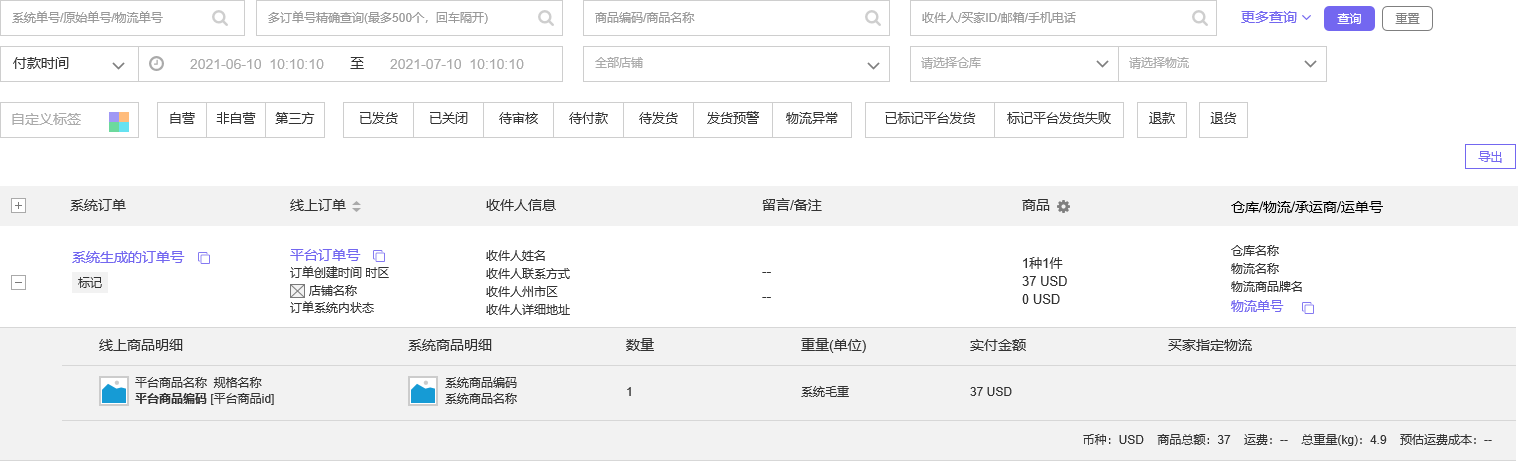 系统单号/原始单号/物流单号 多订单号精确查询(最多500个，回车隔开) 商品编码/商品名称 收件人/买家ID/邮箱/手机电话 更多查询 查询 重置
付款时间 2021-06-10 10:10:10 至 2021-07-10 10:10:10 全部店铺 请选择仓库 请选择物流
自定义标签 自营 非自营 第三方 已发货 已关闭 待审核 待付款 待发货 发货预警 物流异常 已标记平台发货 标记平台发货失败 退款 退货
导出
系统订单 线上订单 收件人信息 留言/备注 商品 仓库/物流/承运商/运单号
系统生成的订单号
标记
平台订单号
订单创建时间 时区
店铺名称
订单系统内状态
收件人姓名
收件人联系方式
收件人州市区
收件人详细地址
--
--
1种1件
37 USD
0 USD
仓库名称
物流名称
物流商品牌名
物流单号
线上商品明细 系统商品明细 数量 重量(单位) 实付金额 买家指定物流
平台商品名称 规格名称
平台商品编码 [平台商品id]
系统商品编码
系统商品名称
1
系统毛重
37 USD
币种：USD 商品总额：37 运费：-- 总重量(kg)：4.9 预估运费成本：--